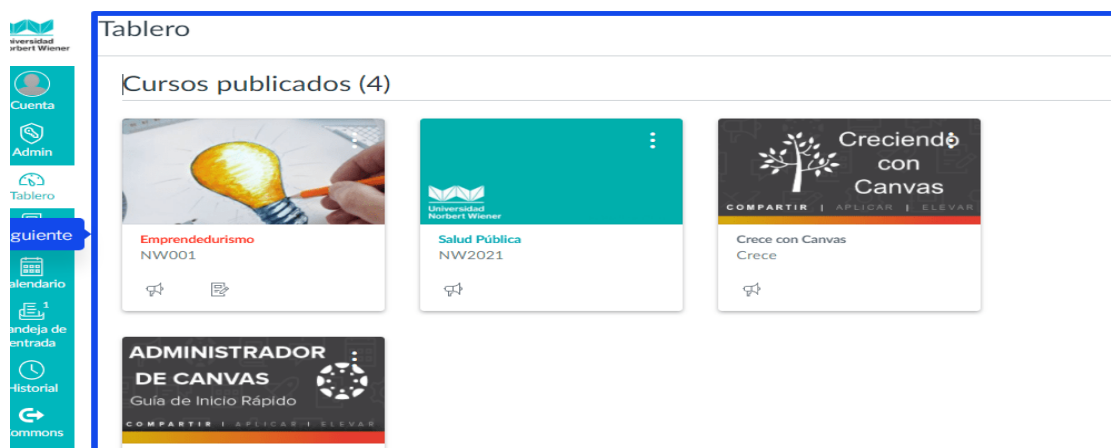 Tablero
iversidad
orbert Wiener
Cursos publicados (4)
Cuenta
Admin
Tablero
guiente
alendario
1
andeja de
entrada
Historial
ommons
Emprendedurismo
NW001
Universidad
Norbert Wiener
Salud Pública
NW2021
Creciendo
con
Canvas
COMPARTIR | APLICAR | ELEVAR
Crece con Canvas
Crece
ADMINISTRADOR
DE CANVAS
Guía de Inicio Rápido
COMPARTIR | APLICAR | ELEVAR